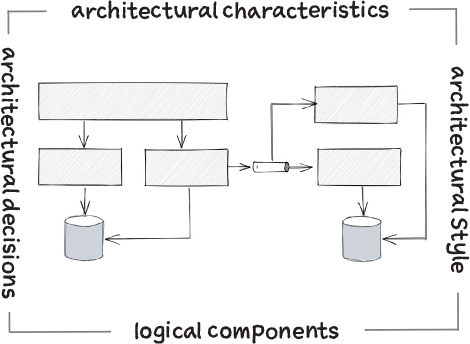 architectural characteristics
architectural decisions
architectural Style
logical components